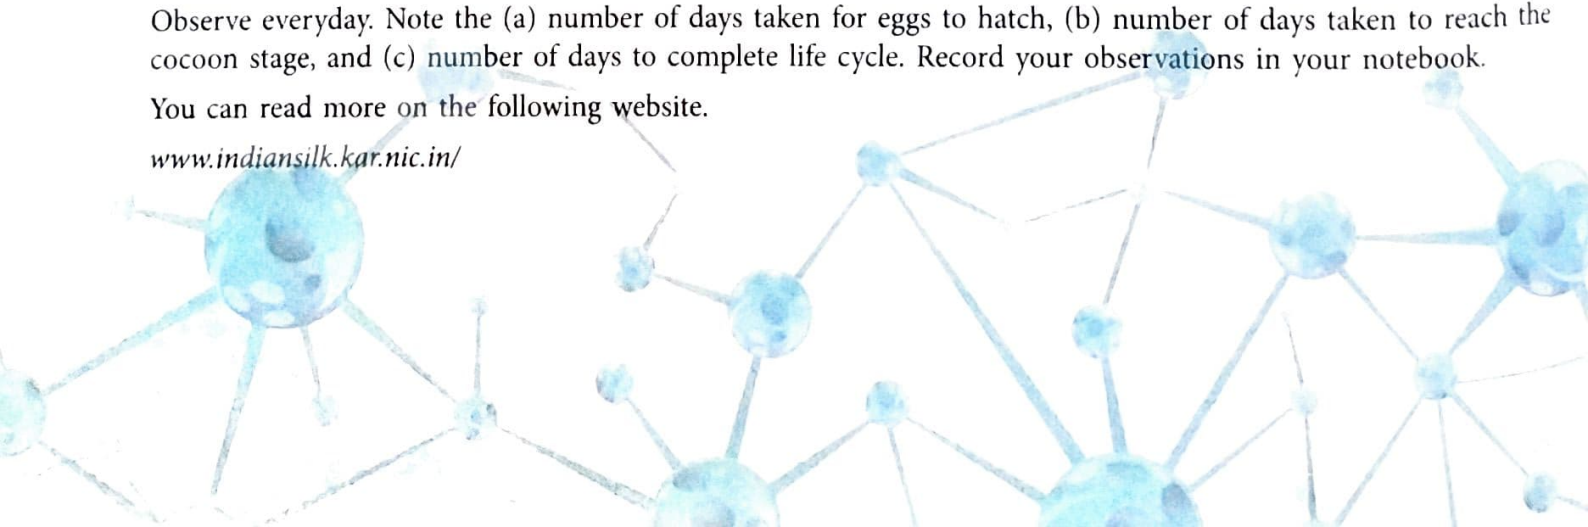 Observe everyday. Note the (a) number of days taken for eggs to hatch, (b) number of days taken to reach the
cocoon stage, and (c) number of days to complete life cycle. Record your observations in your notebook.
You can read more on the following website.
www.indiansilk.kar.nic.in/